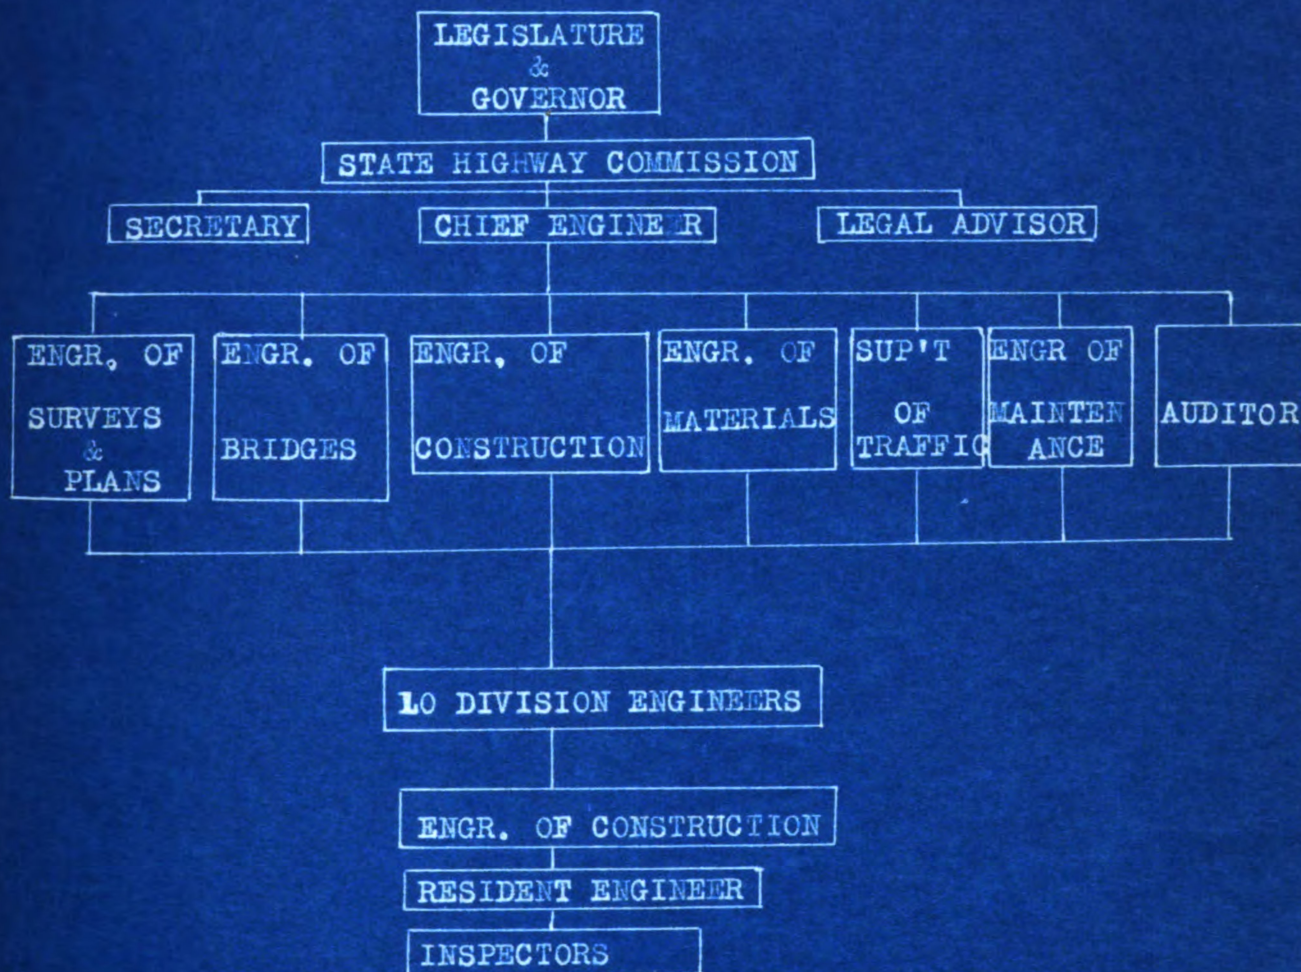 LEGISLATURE
&
GOVERNOR
STATE HIGHWAY COMMISSION
SECRETARY
CHIEF ENGINEER
LEGAL ADVISOR
ENGR. OF
SURVEYS
&
PLANS
ENGR. OF
BRIDGES
ENGR. OF
CONSTRUCTION
ENGR. OF
MATERIALS
SUP'T
OF
TRAFFIC
ENGR OF
MAINTEN
ANCE
AUDITOR
10 DIVISION ENGINEERS
ENGR. OF CONSTRUCTION
RESIDENT ENGINEER
INSPECTORS